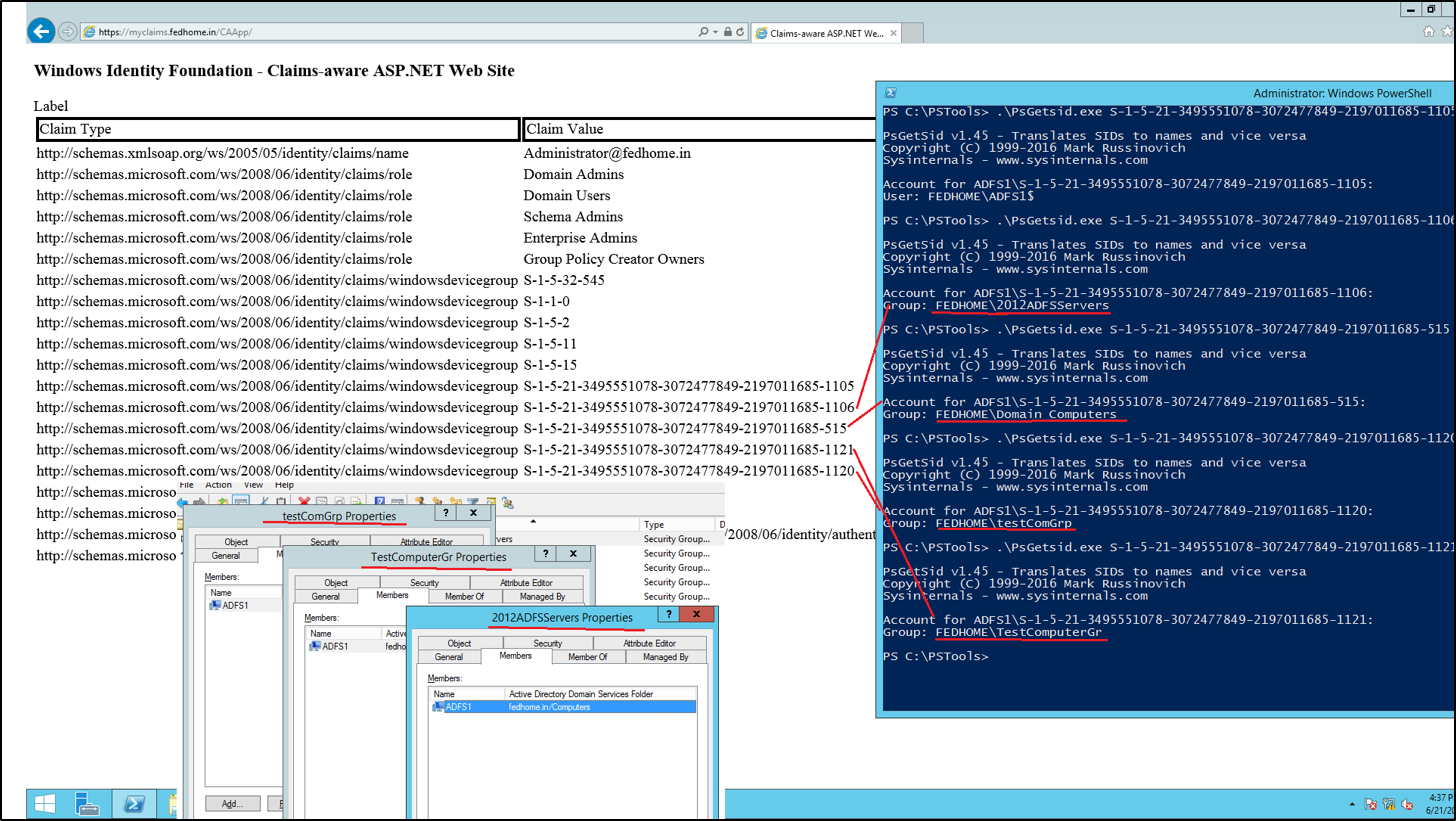 https://myclaims.fedhome.in/CAApp/
Claims-aware ASP.NET We...
Windows Identity Foundation - Claims-aware ASP.NET Web Site
Label
Claim Type Claim Value
http://schemas.xmlsoap.org/ws/2005/05/identity/claims/name Administrator@fedhome.in
http://schemas.microsoft.com/ws/2008/06/identity/claims/role Domain Admins
http://schemas.microsoft.com/ws/2008/06/identity/claims/role Domain Users
http://schemas.microsoft.com/ws/2008/06/identity/claims/role Schema Admins
http://schemas.microsoft.com/ws/2008/06/identity/claims/role Enterprise Admins
http://schemas.microsoft.com/ws/2008/06/identity/claims/role Group Policy Creator Owners
http://schemas.microsoft.com/ws/2008/06/identity/claims/windowsdevicegroup S-1-5-32-545
http://schemas.microsoft.com/ws/2008/06/identity/claims/windowsdevicegroup S-1-1-0
http://schemas.microsoft.com/ws/2008/06/identity/claims/windowsdevicegroup S-1-5-2
http://schemas.microsoft.com/ws/2008/06/identity/claims/windowsdevicegroup S-1-5-11
http://schemas.microsoft.com/ws/2008/06/identity/claims/windowsdevicegroup S-1-5-15
http://schemas.microsoft.com/ws/2008/06/identity/claims/windowsdevicegroup S-1-5-21-3495551078-3072477849-2197011685-1105
http://schemas.microsoft.com/ws/2008/06/identity/claims/windowsdevicegroup S-1-5-21-3495551078-3072477849-2197011685-1106
http://schemas.microsoft.com/ws/2008/06/identity/claims/windowsdevicegroup S-1-5-21-3495551078-3072477849-2197011685-515
http://schemas.microsoft.com/ws/2008/06/identity/claims/windowsdevicegroup S-1-5-21-3495551078-3072477849-2197011685-1121
http://schemas.microsoft.com/ws/2008/06/identity/claims/windowsdevicegroup S-1-5-21-3495551078-3072477849-2197011685-1120
http://schemas.microso
http://schemas.microso
http://schemas.microso /2008/06/identity/authent
http://schemas.microso
File Action View Help
Type
vers Security Group...
Security Group...
Security Group...
Security Group...
Security Group...
testComGrp Properties
Object Security Attribute Editor
General M
Members:
Name
ADFS1
Add...
TestComputerGr Properties
Object Security Attribute Editor
General Members Member Of Managed By
Members:
Name Active
ADFS1 fedho
2012ADFSServers Properties
Object Security Attribute Editor
General Members Member Of Managed By
Members:
Name Active Directory Domain Services Folder
ADFS1 fedhome.in/Computers
Administrator: Windows PowerShell
PS C:\PSTools> .\PsGetsid.exe S-1-5-21-3495551078-3072477849-2197011685-1105
PsGetSid v1.45 - Translates SIDs to names and vice versa
Copyright (C) 1999-2016 Mark Russinovich
Sysinternals - www.sysinternals.com
Account for ADFS1\S-1-5-21-3495551078-3072477849-2197011685-1105:
User: FEDHOME\ADFS1$
PS C:\PSTools> .\PsGetsid.exe S-1-5-21-3495551078-3072477849-2197011685-1106
PsGetSid v1.45 - Translates SIDs to names and vice versa
Copyright (C) 1999-2016 Mark Russinovich
Sysinternals - www.sysinternals.com
Account for ADFS1\S-1-5-21-3495551078-3072477849-2197011685-1106:
Group: FEDHOME\2012ADFSServers
PS C:\PSTools> .\PsGetsid.exe S-1-5-21-3495551078-3072477849-2197011685-515
PsGetSid v1.45 - Translates SIDs to names and vice versa
Copyright (C) 1999-2016 Mark Russinovich
Sysinternals - www.sysinternals.com
Account for ADFS1\S-1-5-21-3495551078-3072477849-2197011685-515:
Group: FEDHOME\Domain Computers
PS C:\PSTools> .\PsGetsid.exe S-1-5-21-3495551078-3072477849-2197011685-1120
PsGetSid v1.45 - Translates SIDs to names and vice versa
Copyright (C) 1999-2016 Mark Russinovich
Sysinternals - www.sysinternals.com
Account for ADFS1\S-1-5-21-3495551078-3072477849-2197011685-1120:
Group: FEDHOME\testComGrp
PS C:\PSTools> .\PsGetsid.exe S-1-5-21-3495551078-3072477849-2197011685-1121
PsGetSid v1.45 - Translates SIDs to names and vice versa
Copyright (C) 1999-2016 Mark Russinovich
Sysinternals - www.sysinternals.com
Account for ADFS1\S-1-5-21-3495551078-3072477849-2197011685-1121:
Group: FEDHOME\TestComputerGr
PS C:\PSTools>
4:37 P
6/21/20